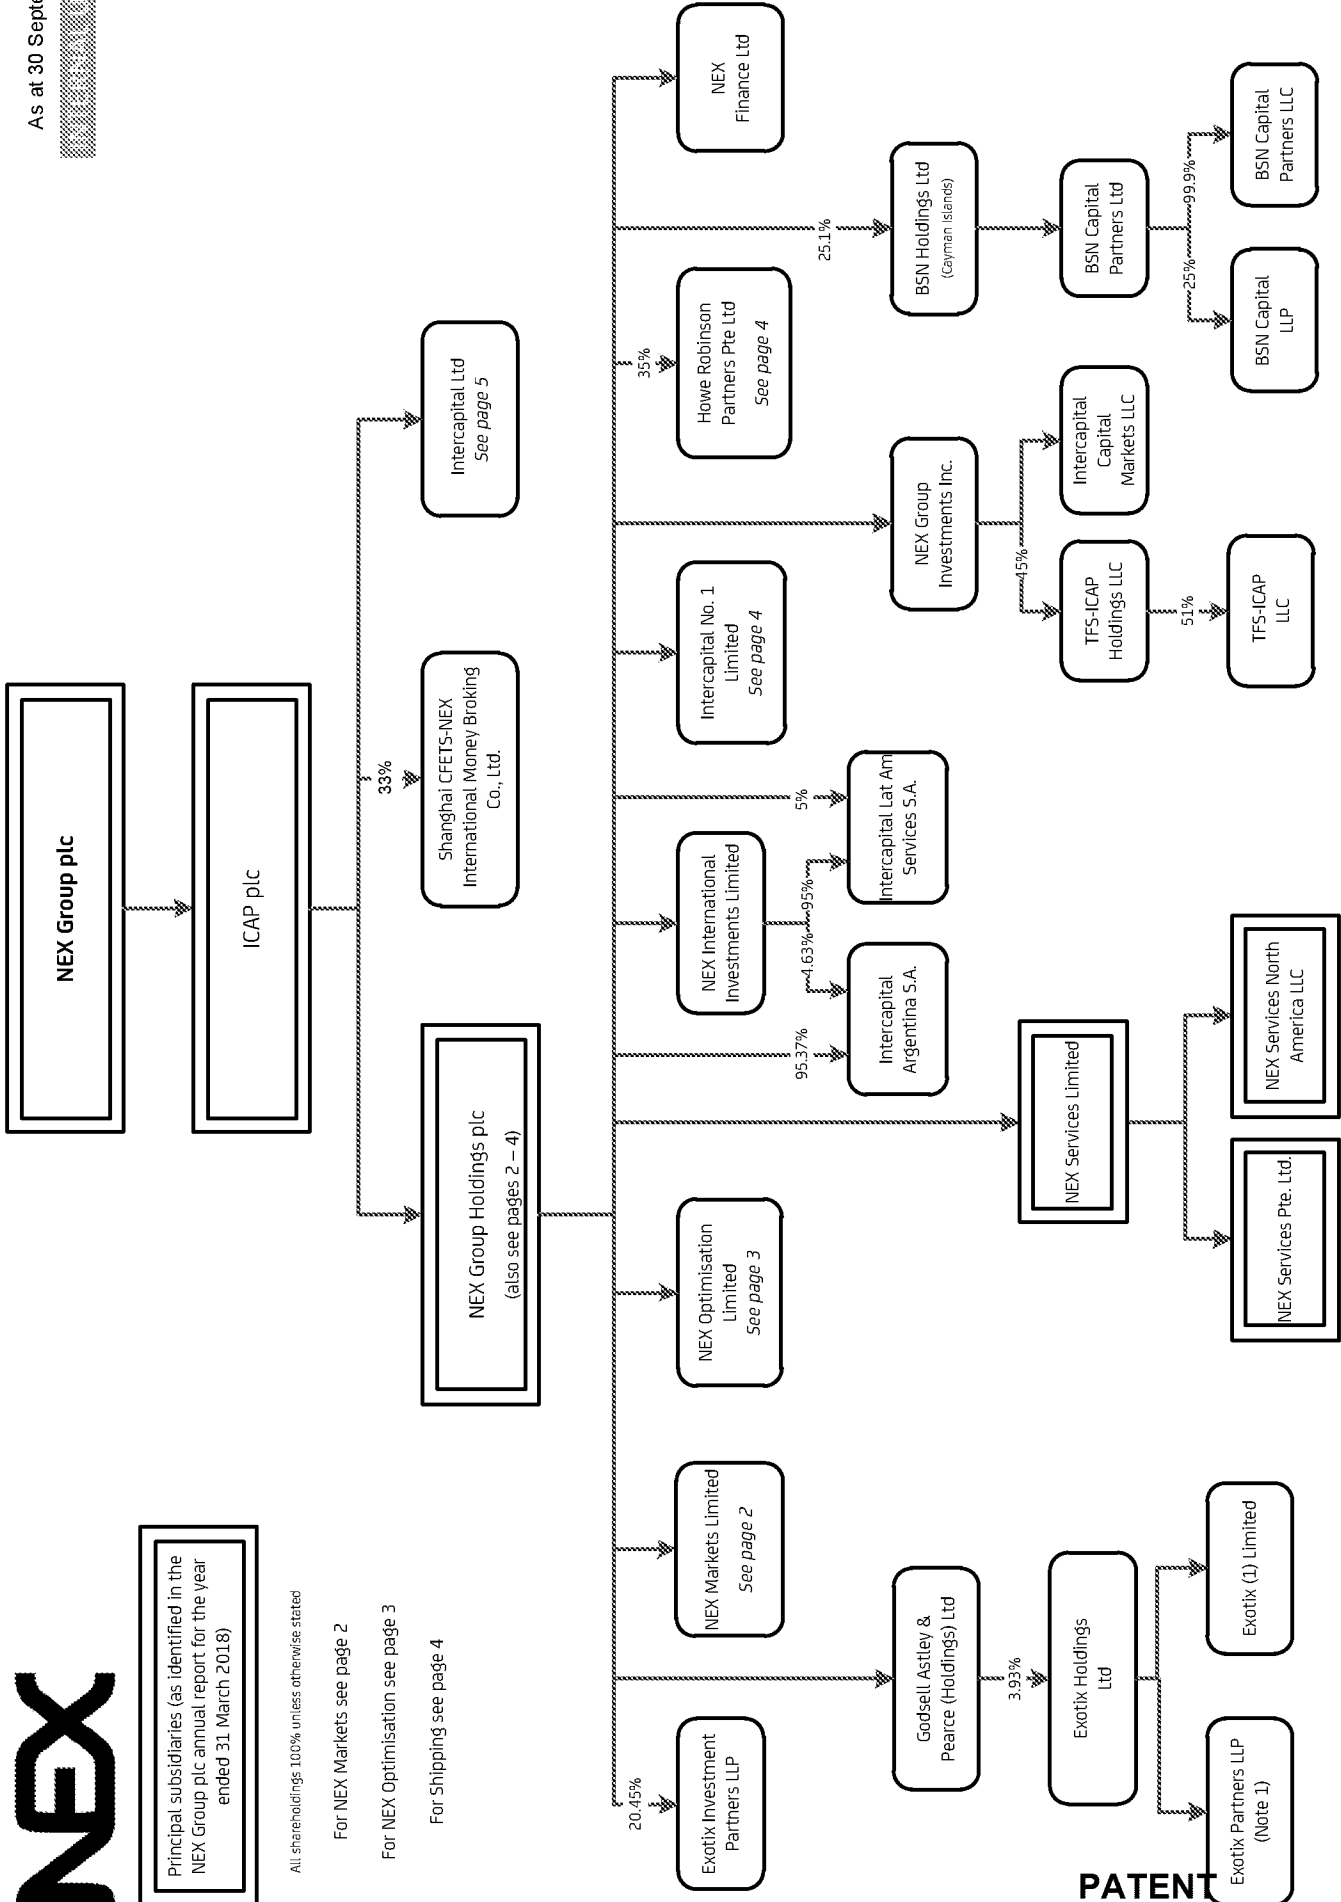 NEX
As at 30 Septe
Principal subsidiaries (as identified in the
NEX Group plc annual report for the year
ended 31 March 2018)
All shareholdings 100% unless otherwise stated
For NEX Markets see page 2
For NEX Optimisation see page 3
For Shipping see page 4
NEX Group plc
ICAP plc
33%
NEX Group Holdings plc
(also see pages 2 – 4)
Shanghai CFETS-NEX
International Money Broking
Co., Ltd.
Intercapital Ltd
See page 5
20.45%
Exotix Investment
Partners LLP
NEX Markets Limited
See page 2
NEX Optimisation
Limited
See page 3
NEX International
Investments Limited
Intercapital No. 1
Limited
See page 4
35%
Howe Robinson
Partners Pte Ltd
See page 4
NEX
Finance Ltd
95.37%
4.63%
95%
5%
Intercapital
Argentina S.A.
Intercapital Lat Am
Services S.A.
25.1%
Godsell Astley &
Pearce (Holdings) Ltd
NEX Group
Investments Inc.
BSN Holdings Ltd
(Cayman Islands)
3.93%
45%
Exotix Holdings
Ltd
NEX Services Limited
TFS-ICAP
Holdings LLC
Intercapital
Capital
Markets LLC
BSN Capital
Partners Ltd
51%
25%
99.9%
Exotix Partners LLP
(Note 1)
Exotix (1) Limited
NEX Services Pte. Ltd.
NEX Services North
America LLC
TFS-ICAP
LLC
BSN Capital
LLP
BSN Capital
Partners LLC
PATENT